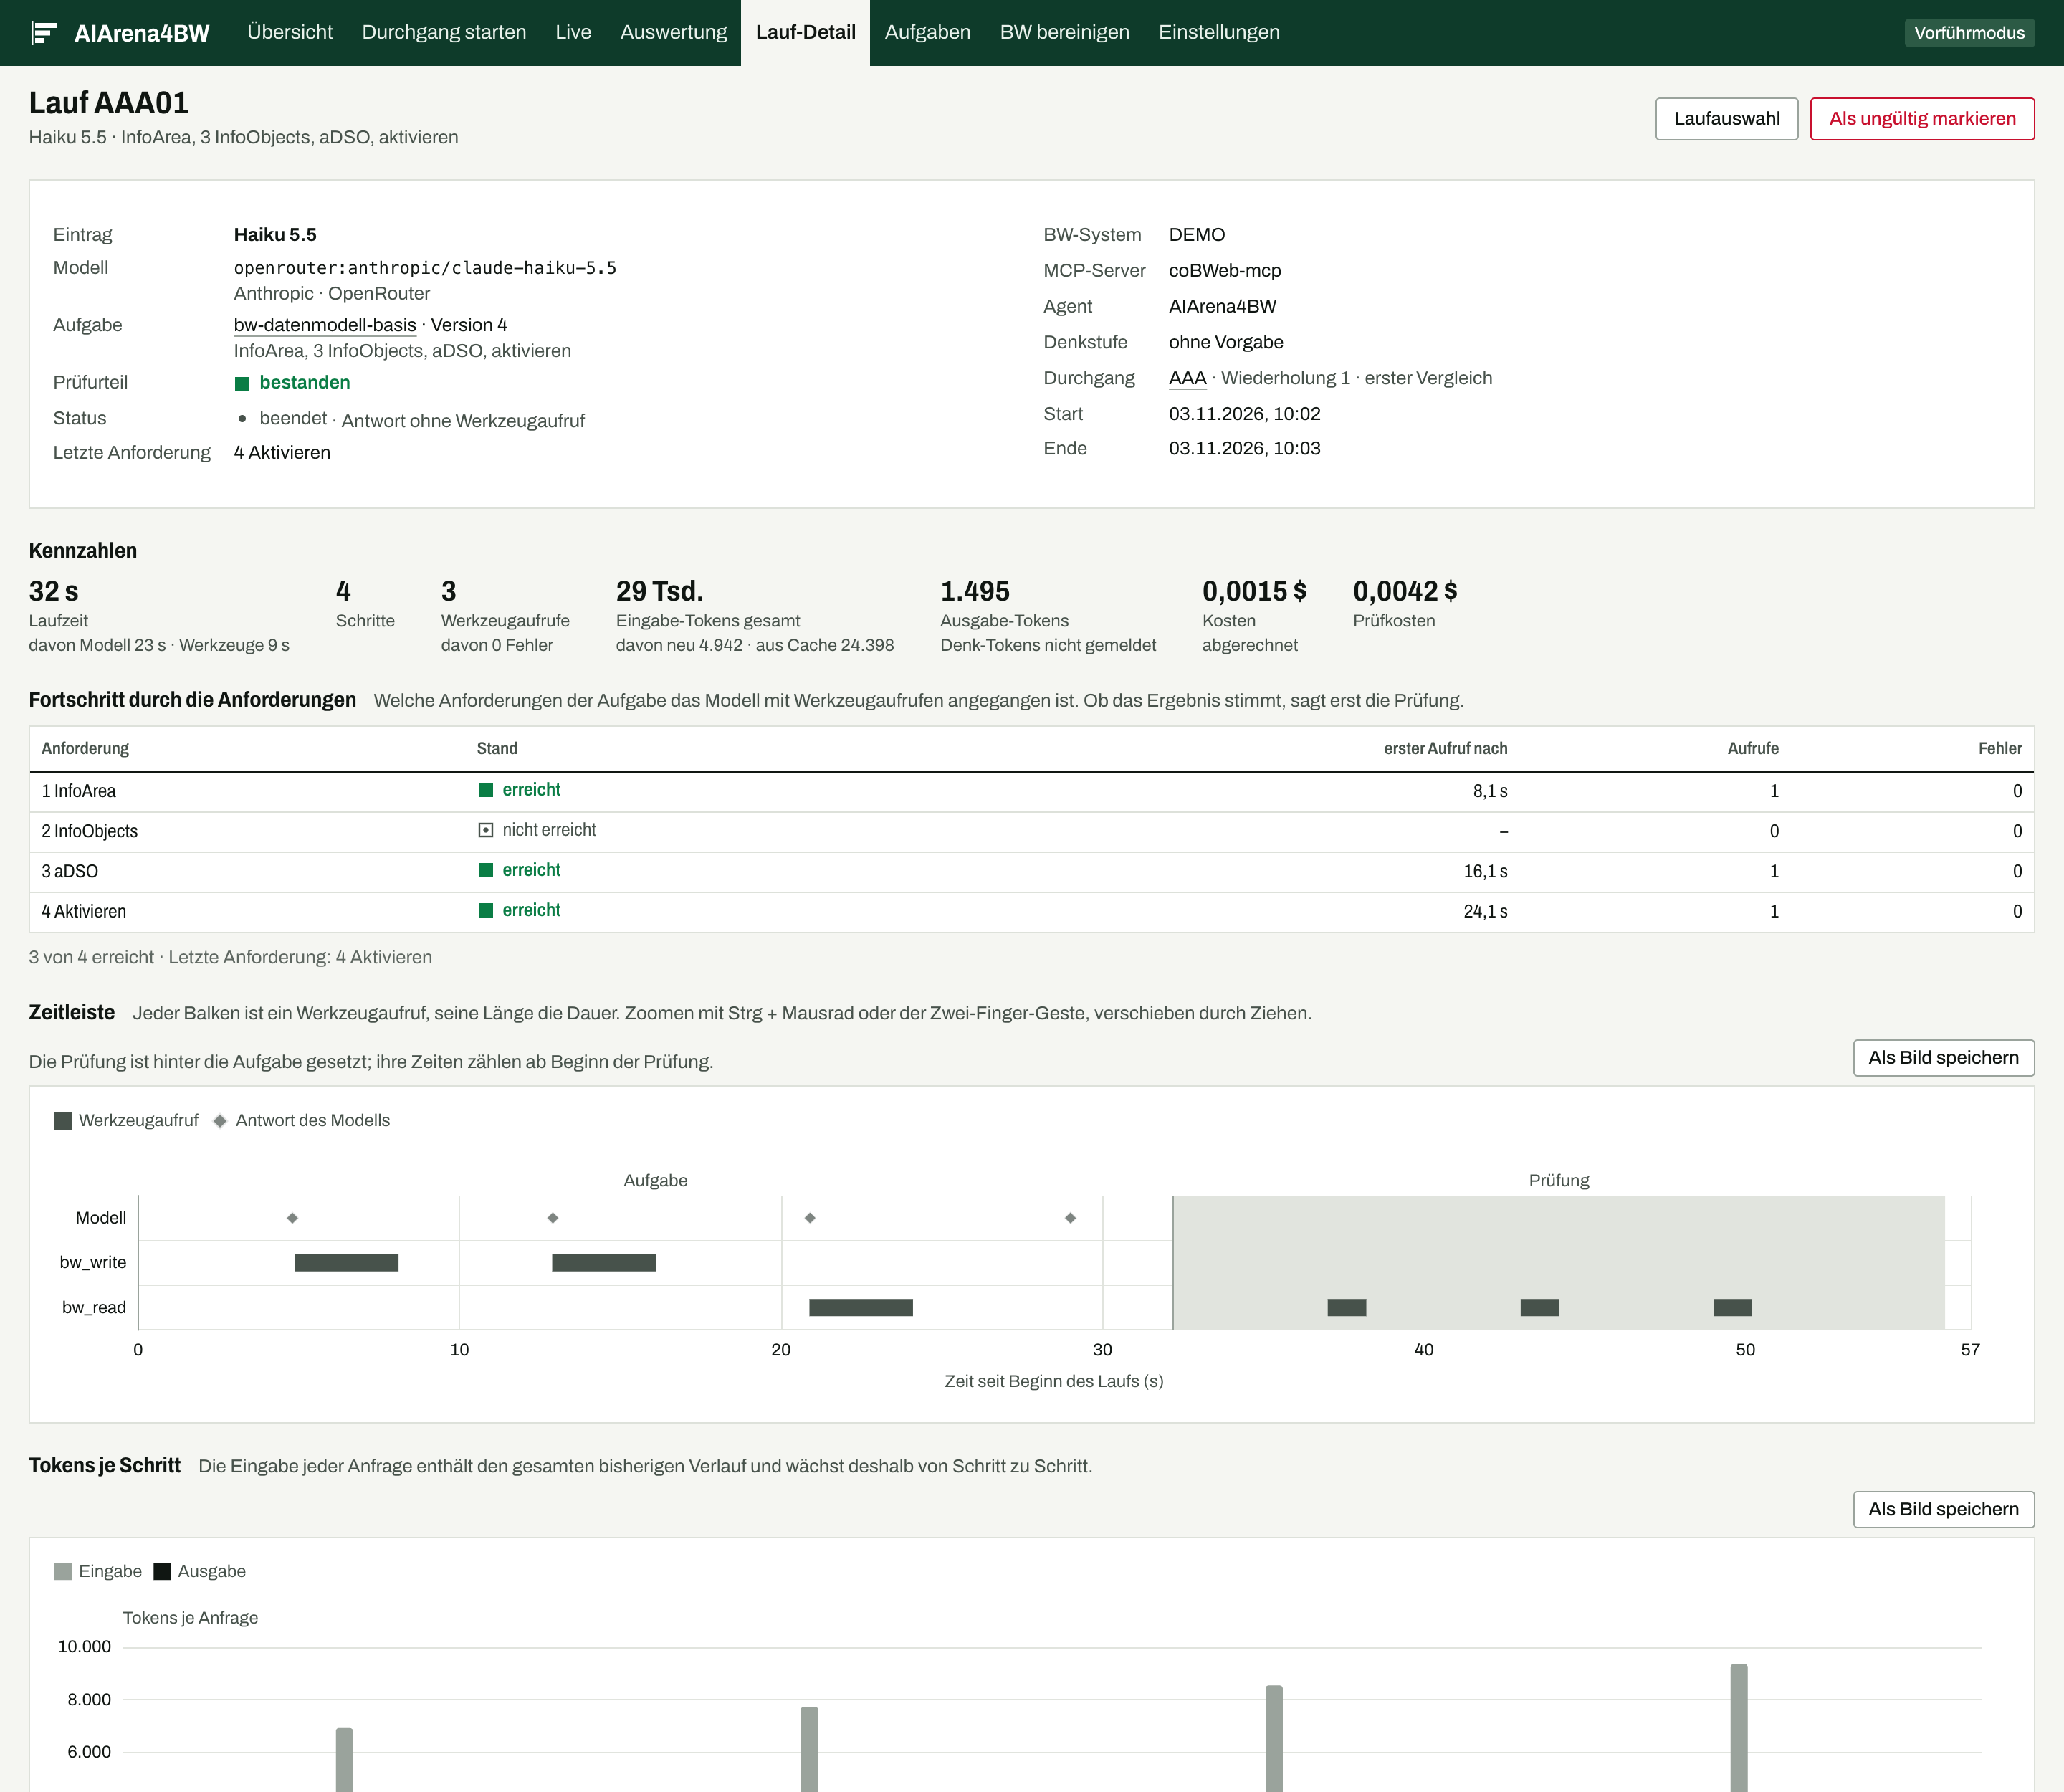 AIArena4BW Übersicht Durchgang starten Live Auswertung Lauf-Detail Aufgaben BW bereinigen Einstellungen Vorführmodus
Lauf AAA01
Haiku 5.5 · InfoArea, 3 InfoObjects, aDSO, aktivieren
Laufauswahl Als ungültig markieren
Eintrag Haiku 5.5
Modell openrouter:anthropic/claude-haiku-5.5
Anthropic · OpenRouter
Aufgabe bw-datenmodell-basis · Version 4
InfoArea, 3 InfoObjects, aDSO, aktivieren
Prüfurteil bestanden
Status beendet · Antwort ohne Werkzeugaufruf
Letzte Anforderung 4 Aktivieren
BW-System DEMO
MCP-Server coBWeb-mcp
Agent AIArena4BW
Denkstufe ohne Vorgabe
Durchgang AAA · Wiederholung 1 · erster Vergleich
Start 03.11.2026, 10:02
Ende 03.11.2026, 10:03
Kennzahlen
32 s 4 3 29 Tsd. 1.495 0,0015 $ 0,0042 $
Laufzeit Schritte Werkzeugaufrufe Eingabe-Tokens gesamt Ausgabe-Tokens Kosten Prüfkosten
davon Modell 23 s · Werkzeuge 9 s davon 0 Fehler davon neu 4.942 · aus Cache 24.398 Denk-Tokens nicht gemeldet abgerechnet
Fortschritt durch die Anforderungen Welche Anforderungen der Aufgabe das Modell mit Werkzeugaufrufen angegangen ist. Ob das Ergebnis stimmt, sagt erst die Prüfung.
Anforderung Stand erster Aufruf nach Aufrufe Fehler
1 InfoArea erreicht 8,1 s 1 0
2 InfoObjects nicht erreicht – 0 0
3 aDSO erreicht 16,1 s 1 0
4 Aktivieren erreicht 24,1 s 1 0
3 von 4 erreicht · Letzte Anforderung: 4 Aktivieren
Zeitleiste Jeder Balken ist ein Werkzeugaufruf, seine Länge die Dauer. Zoomen mit Strg + Mausrad oder der Zwei-Finger-Geste, verschieben durch Ziehen.
Die Prüfung ist hinter die Aufgabe gesetzt; ihre Zeiten zählen ab Beginn der Prüfung.
Als Bild speichern
Werkzeugaufruf Antwort des Modells
Aufgabe Prüfung
Modell
bw_write
bw_read
0 10 20 30 40 50 57
Zeit seit Beginn des Laufs (s)
Tokens je Schritt Die Eingabe jeder Anfrage enthält den gesamten bisherigen Verlauf und wächst deshalb von Schritt zu Schritt.
Als Bild speichern
Eingabe Ausgabe
Tokens je Anfrage
10.000
8.000
6.000